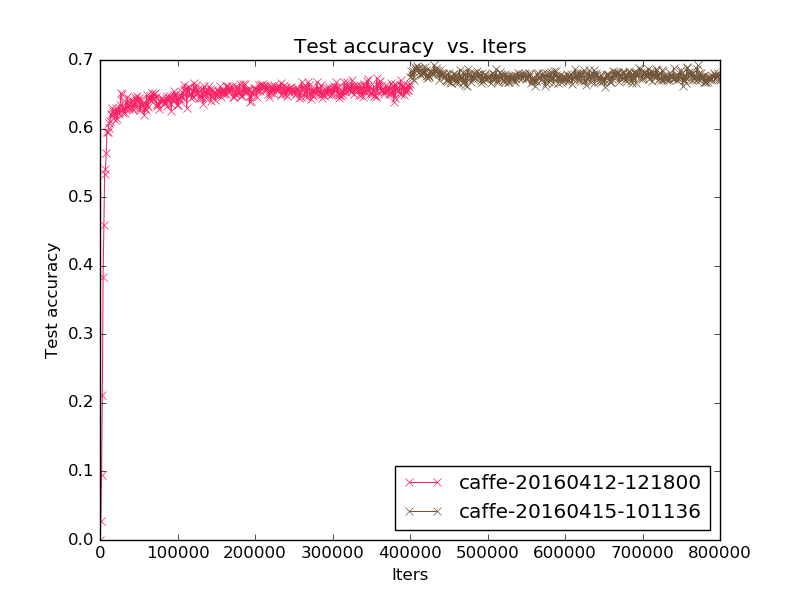 Test accuracy  vs. Iters
Test accuracy
0.7
0.6
0.5
0.4
0.3
0.2
0.1
0.0
caffe-20160412-121800
caffe-20160415-101136
0 100000 200000 300000 400000 500000 600000 700000 800000
Iters